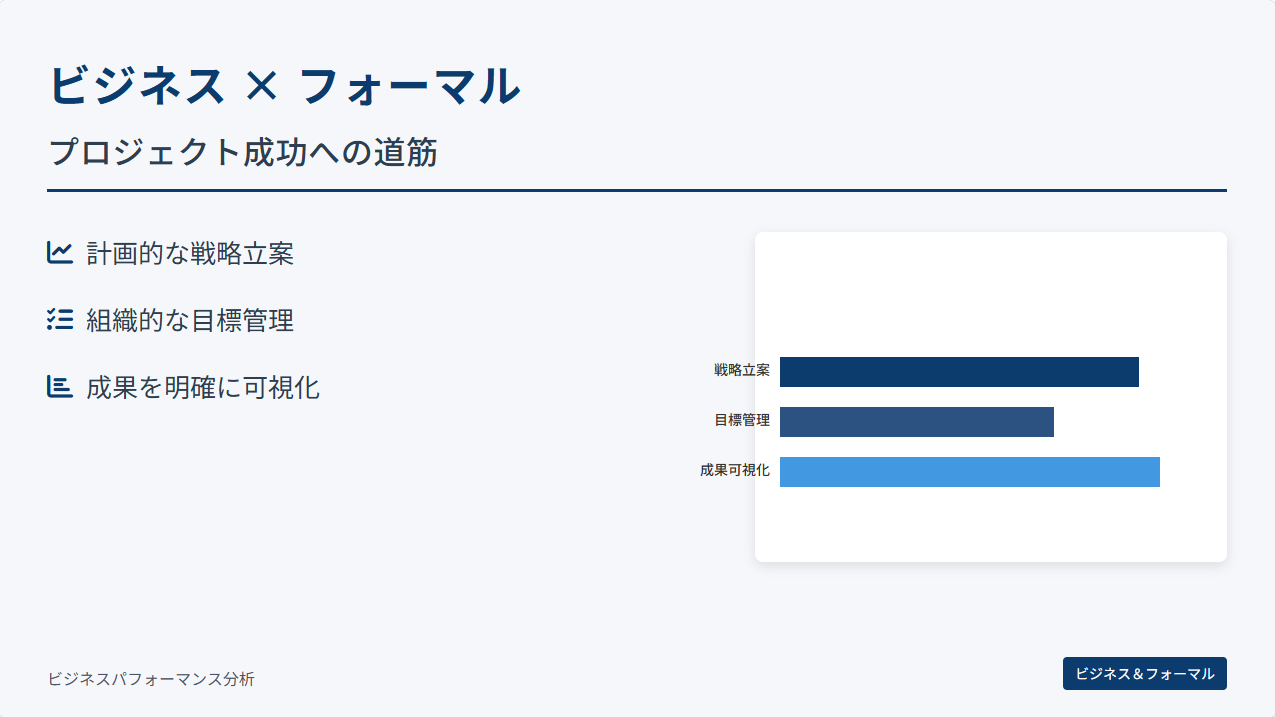 ビジネス × フォーマル
プロジェクト成功への道筋
計画的な戦略立案
組織的な目標管理
成果を明確に可視化
戦略立案
目標管理
成果可視化
ビジネスパフォーマンス分析
ビジネス＆フォーマル